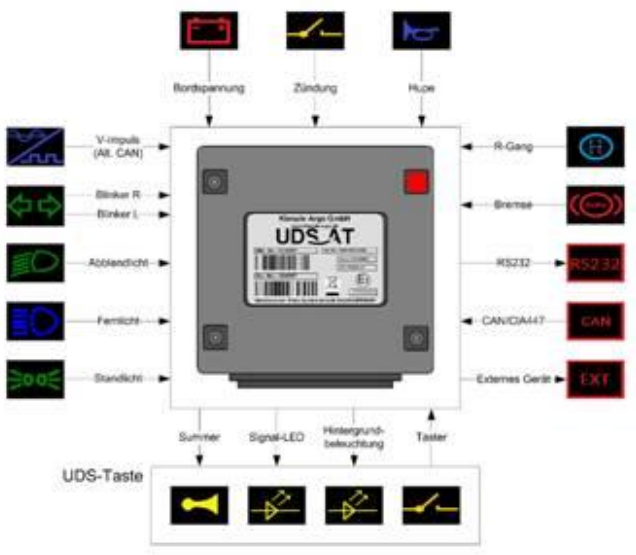 Bordspannung
Zündung
Hupe
V-Impuls
(Alt. CAN)
R-Gang
Blinker R
Blinker L
Bremse
Kienzle Argo GmbH
UDS AT
Abblendlicht
RS232
RS232
Fernlicht
CAN/CIA447
CAN
Standlicht
Externes Gerät
EXT
Summer
Signal-LED
Hintergrund-
beleuchtung
Taster
UDS-Taste